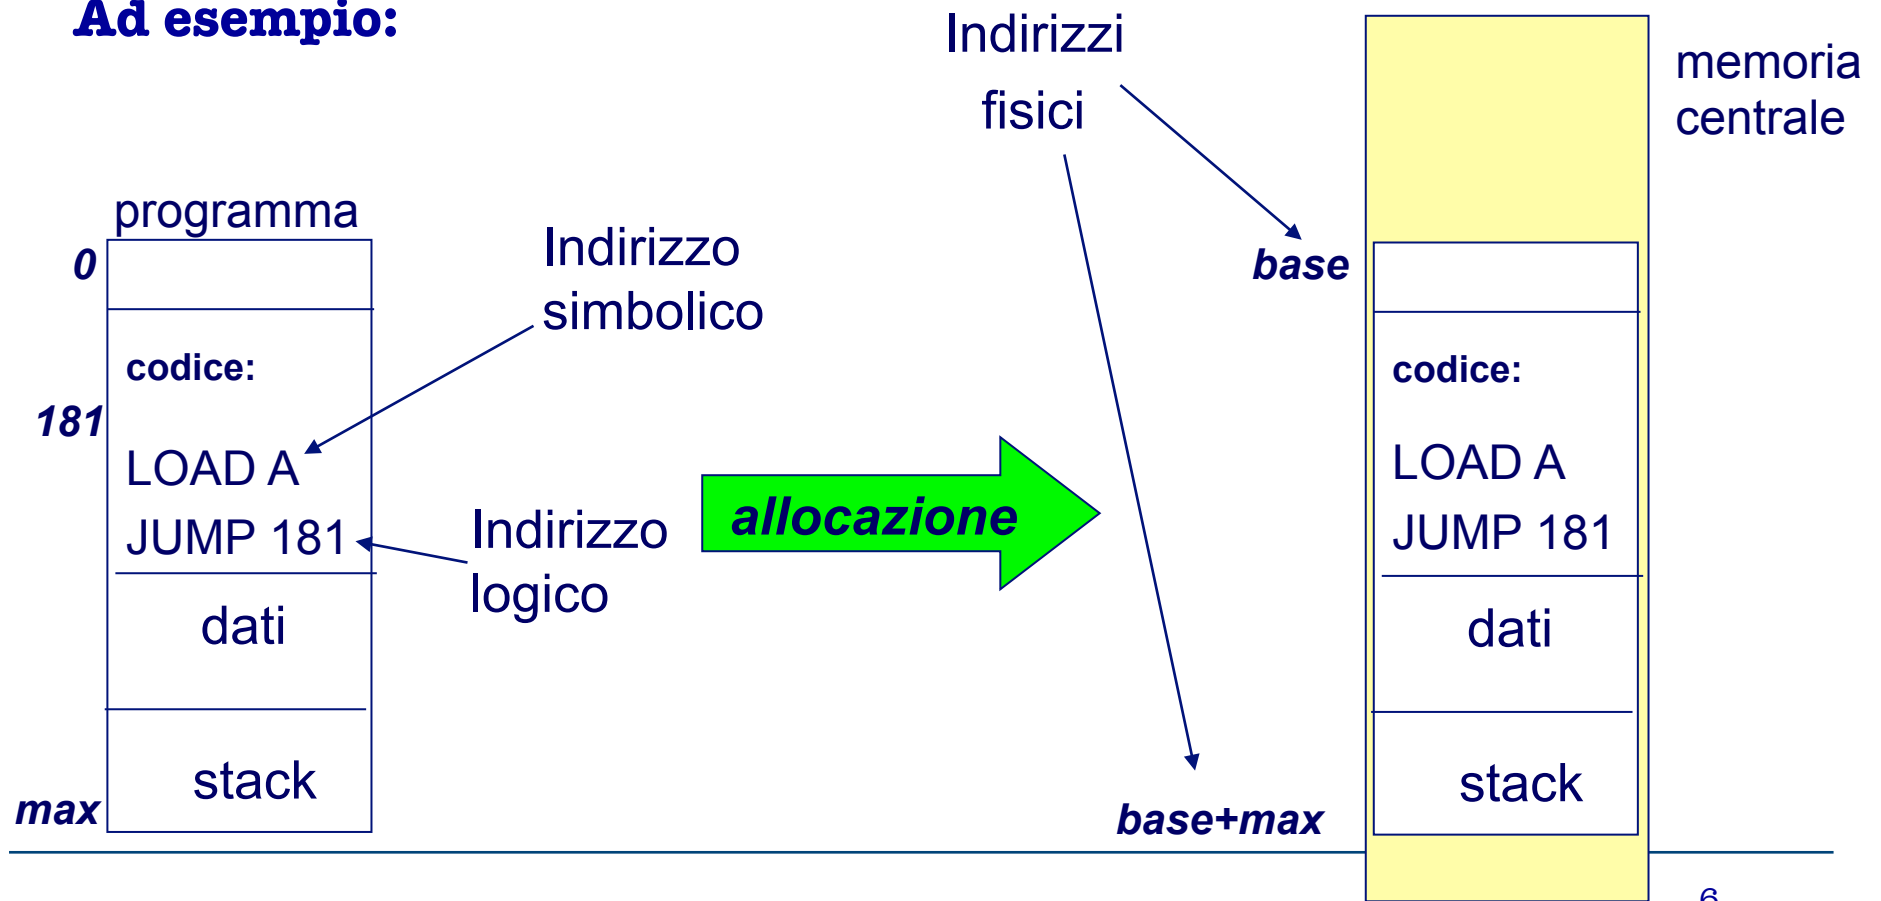 Ad esempio:
Indirizzi
fisici
memoria
centrale
programma
0
Indirizzo
simbolico
base
codice:
181
LOAD A
JUMP 181
Indirizzo
logico
allocazione
codice:
LOAD A
JUMP 181
dati
dati
stack
stack
max
base+max
6